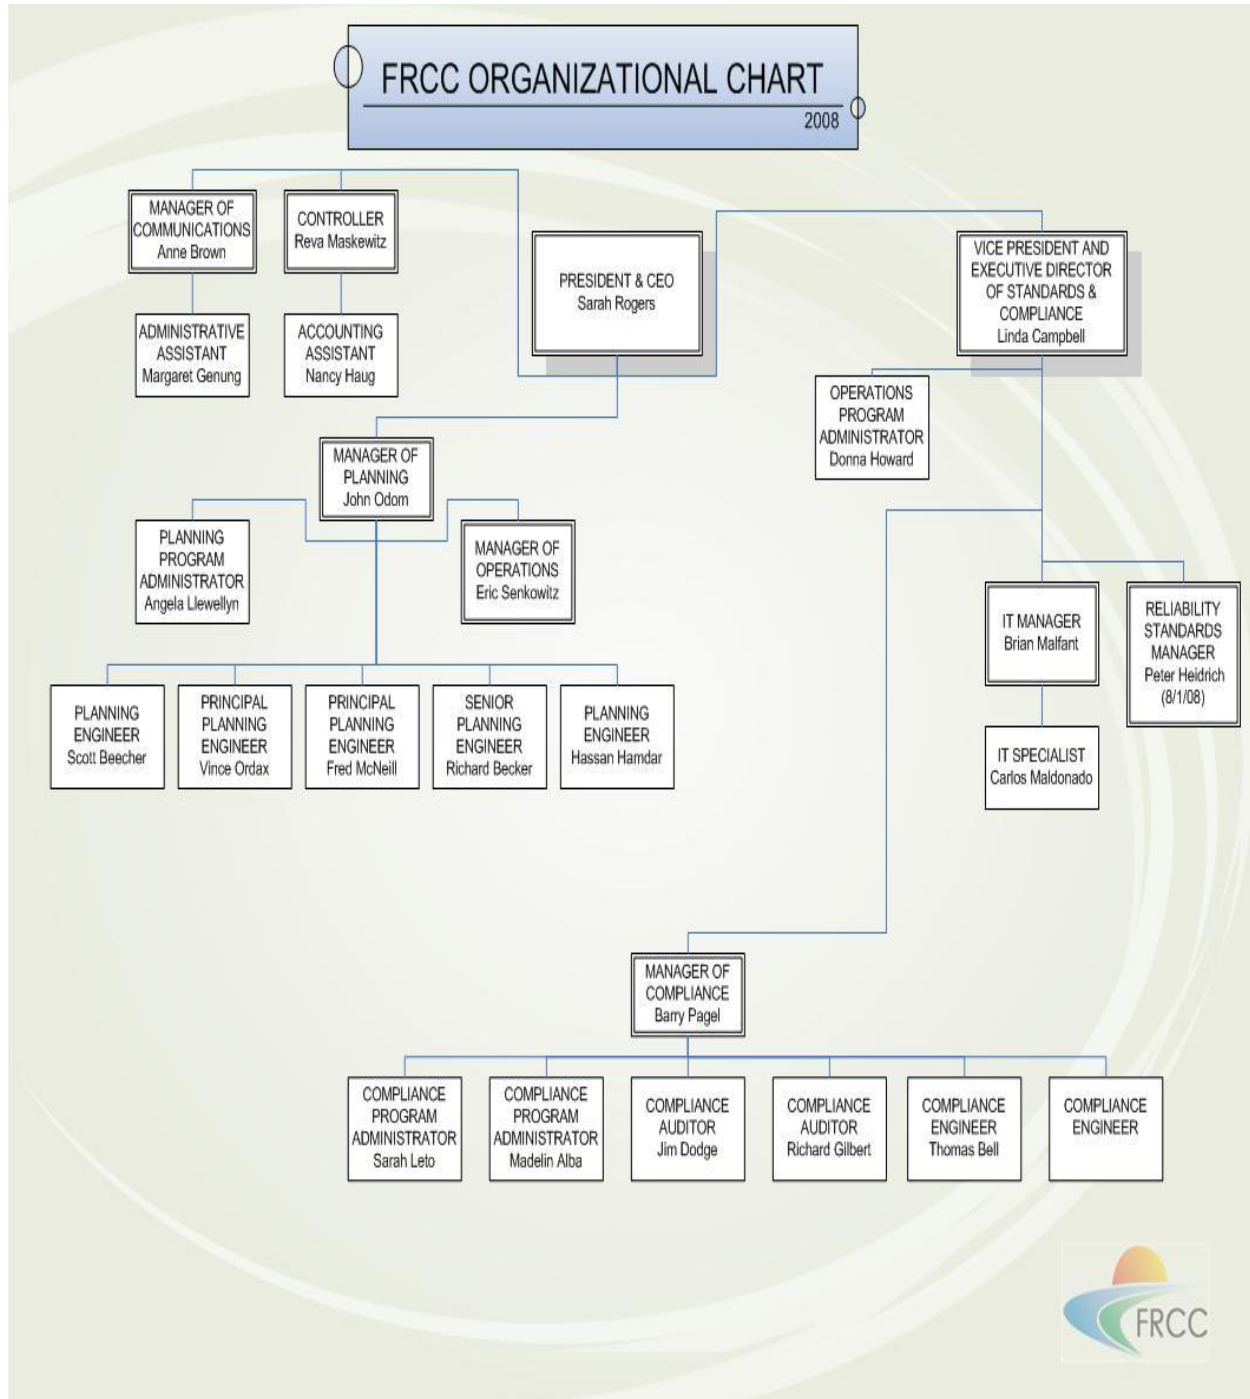 FRCC ORGANIZATIONAL CHART
2008
MANAGER OF
COMMUNICATIONS
Anne Brown
CONTROLLER
Reva Maskewitz
PRESIDENT & CEO
Sarah Rogers
VICE PRESIDENT AND
EXECUTIVE DIRECTOR
OF STANDARDS &
COMPLIANCE
Linda Campbell
ADMINISTRATIVE
ASSISTANT
Margaret Genung
ACCOUNTING
ASSISTANT
Nancy Haug
OPERATIONS
PROGRAM
ADMINISTRATOR
Donna Howard
MANAGER OF
PLANNING
John Odom
PLANNING
PROGRAM
ADMINISTRATOR
Angela Llewellyn
MANAGER OF
OPERATIONS
Eric Senkowitz
IT MANAGER
Brian Malfant
RELIABILITY
STANDARDS
MANAGER
Peter Heidrich
(8/1/08)
PLANNING
ENGINEER
Scott Beecher
PRINCIPAL
PLANNING
ENGINEER
Vince Ordax
PRINCIPAL
PLANNING
ENGINEER
Fred McNeill
SENIOR
PLANNING
ENGINEER
Richard Becker
PLANNING
ENGINEER
Hassan Hamdar
IT SPECIALIST
Carlos Maldonado
MANAGER OF
COMPLIANCE
Barry Pagel
COMPLIANCE
PROGRAM
ADMINISTRATOR
Sarah Leto
COMPLIANCE
PROGRAM
ADMINISTRATOR
Madelin Alba
COMPLIANCE
AUDITOR
Jim Dodge
COMPLIANCE
AUDITOR
Richard Gilbert
COMPLIANCE
ENGINEER
Thomas Bell
COMPLIANCE
ENGINEER
FRCC